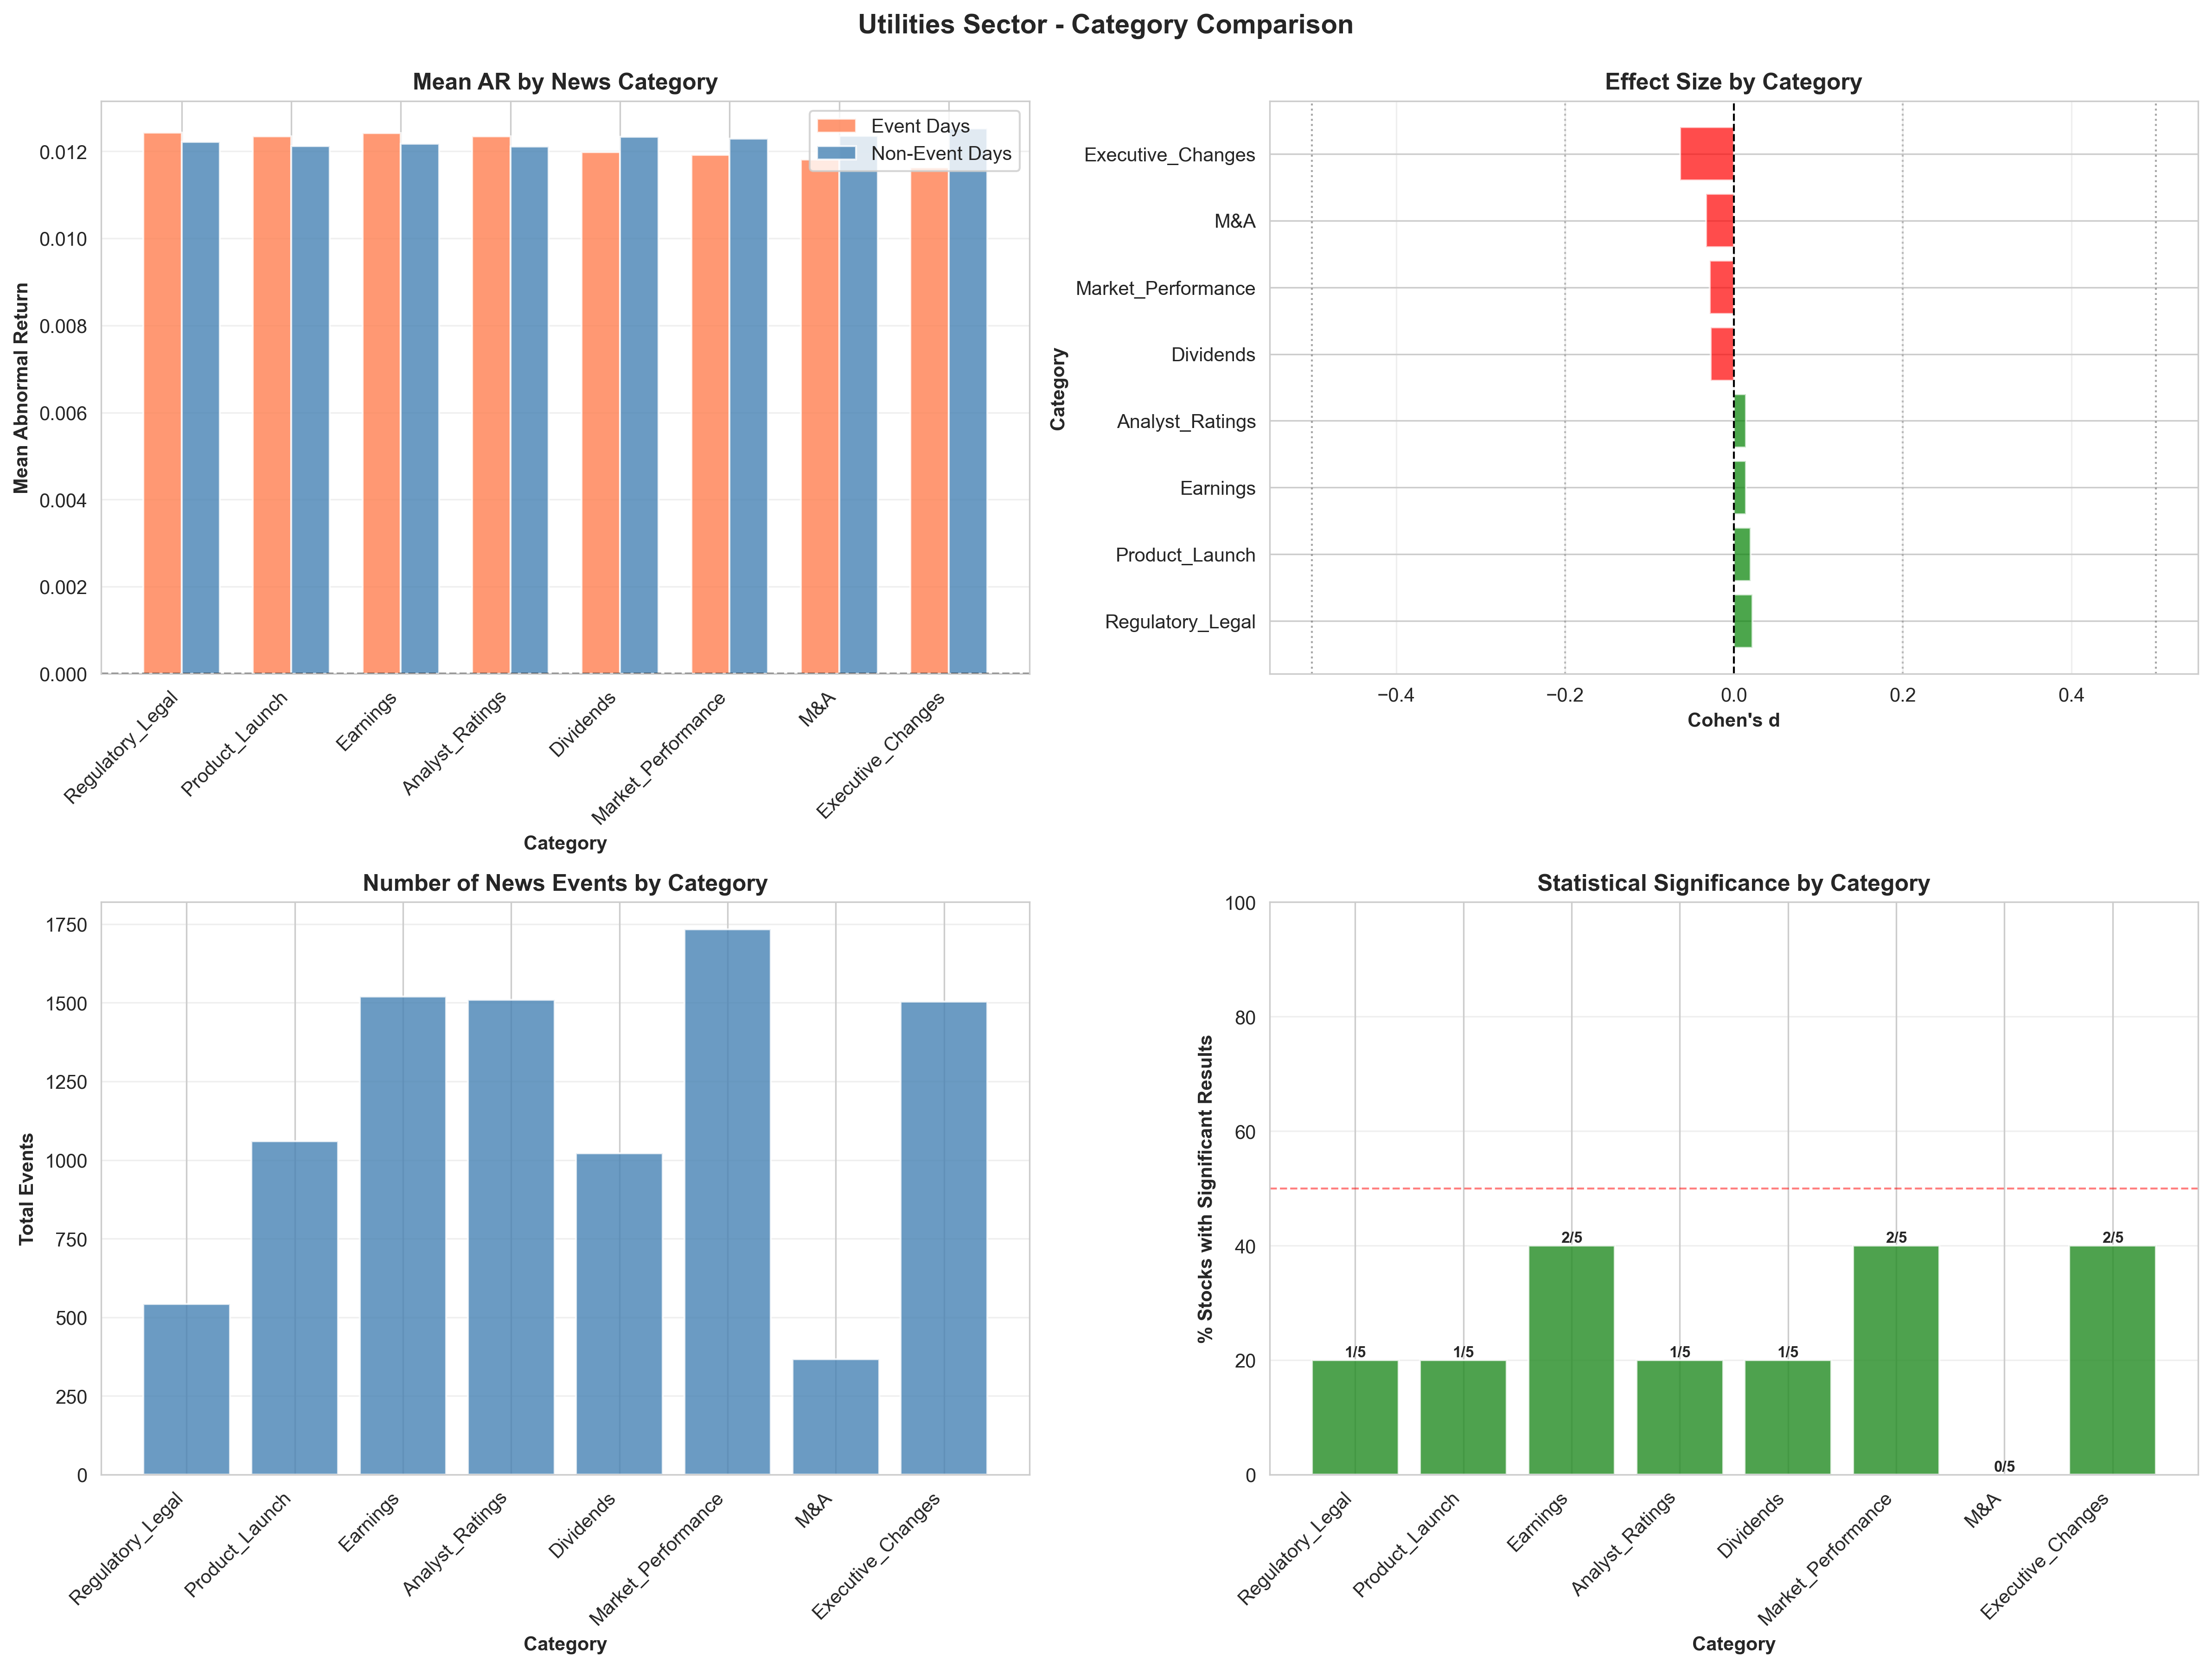 Utilities Sector - Category Comparison
Mean AR by News Category
Event Days
Non-Event Days
Mean Abnormal Return
0.012
0.010
0.008
0.006
0.004
0.002
0.000
Regulatory_Legal
Product_Launch
Earnings
Analyst_Ratings
Dividends
Market_Performance
M&A
Executive_Changes
Category
Effect Size by Category
Category
Executive_Changes
M&A
Market_Performance
Dividends
Analyst_Ratings
Earnings
Product_Launch
Regulatory_Legal
−0.4
−0.2
0.0
0.2
0.4
Cohen's d
Number of News Events by Category
Total Events
1750
1500
1250
1000
750
500
250
0
Regulatory_Legal
Product_Launch
Earnings
Analyst_Ratings
Dividends
Market_Performance
M&A
Executive_Changes
Category
Statistical Significance by Category
% Stocks with Significant Results
100
80
60
40
20
0
1/5
1/5
2/5
1/5
1/5
2/5
0/5
2/5
Regulatory_Legal
Product_Launch
Earnings
Analyst_Ratings
Dividends
Market_Performance
M&A
Executive_Changes
Category